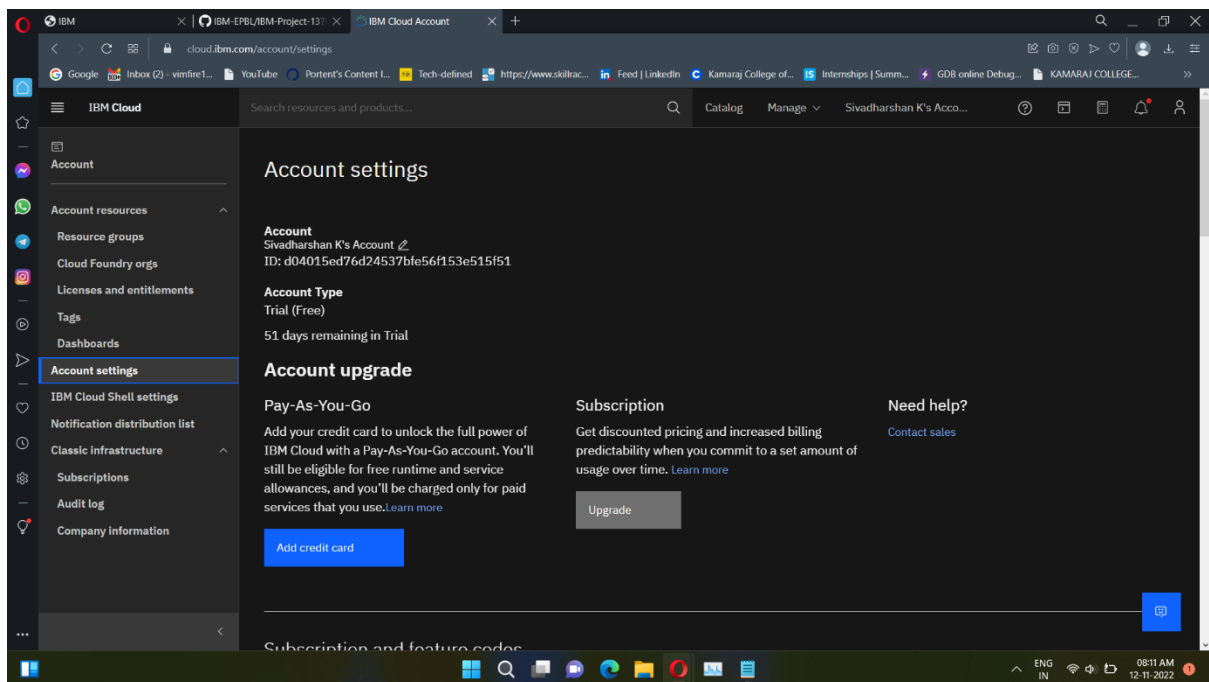 IBM
IBM-EPBL/IBM-Project-137
IBM Cloud Account
cloud.ibm.com/account/settings
Google
Inbox (2) - vimfire1...
YouTube
Portent's Content I...
Tech-defined
https://www.skillrac...
Feed | LinkedIn
Kamaraj College of...
Internships | Summ...
GDB online Debug...
KAMARAJ COLLEGE...
IBM Cloud
Search resources and products...
Catalog
Manage
Sivadharshan K's Acco...
Account
Account resources
Resource groups
Cloud Foundry orgs
Licenses and entitlements
Tags
Dashboards
Account settings
IBM Cloud Shell settings
Notification distribution list
Classic infrastructure
Subscriptions
Audit log
Company information
Account settings
Account
Sivadharshan K's Account
ID: d04015ed76d24537bfe56f153e515f51
Account Type
Trial (Free)
51 days remaining in Trial
Account upgrade
Pay-As-You-Go
Add your credit card to unlock the full power of
IBM Cloud with a Pay-As-You-Go account. You'll
still be eligible for free runtime and service
allowances, and you'll be charged only for paid
services that you use.Learn more
Add credit card
Subscription
Get discounted pricing and increased billing
predictability when you commit to a set amount of
usage over time. Learn more
Upgrade
Need help?
Contact sales
Subscription and feature codes
ENG
IN
08:11 AM
12-11-2022
1